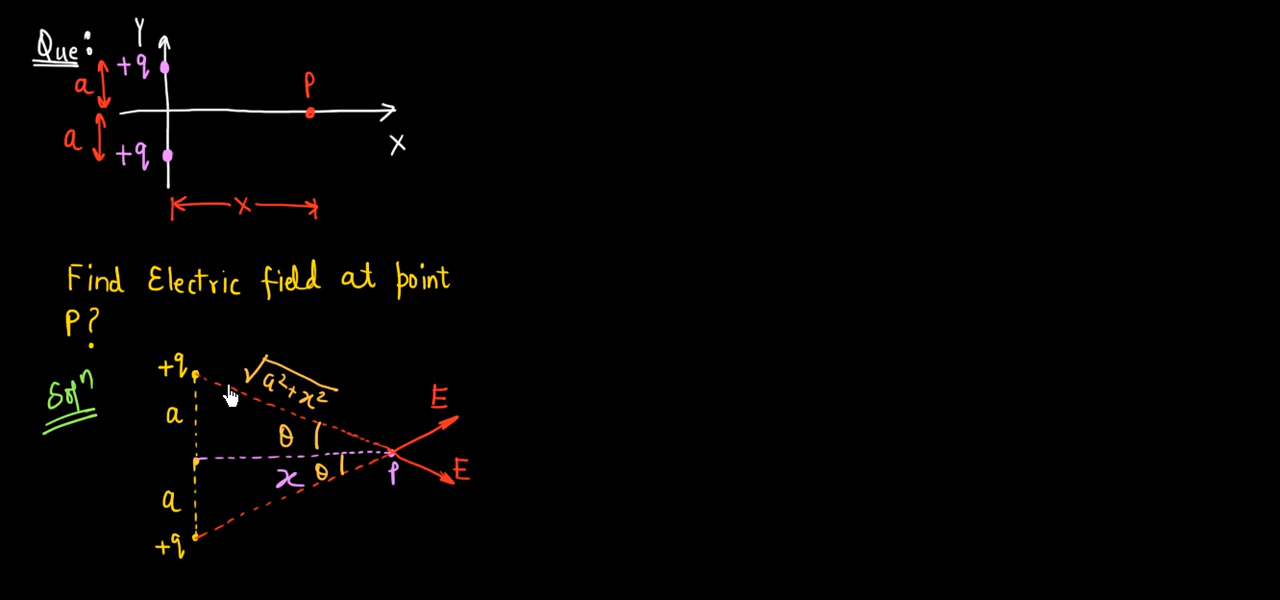 Que:
Y
+q
a
P
a
+q
X
x
Find Electric field at point
P?
Solⁿ
+q
√a²+x²
a
E
θ
x
θ
P
E
a
+q